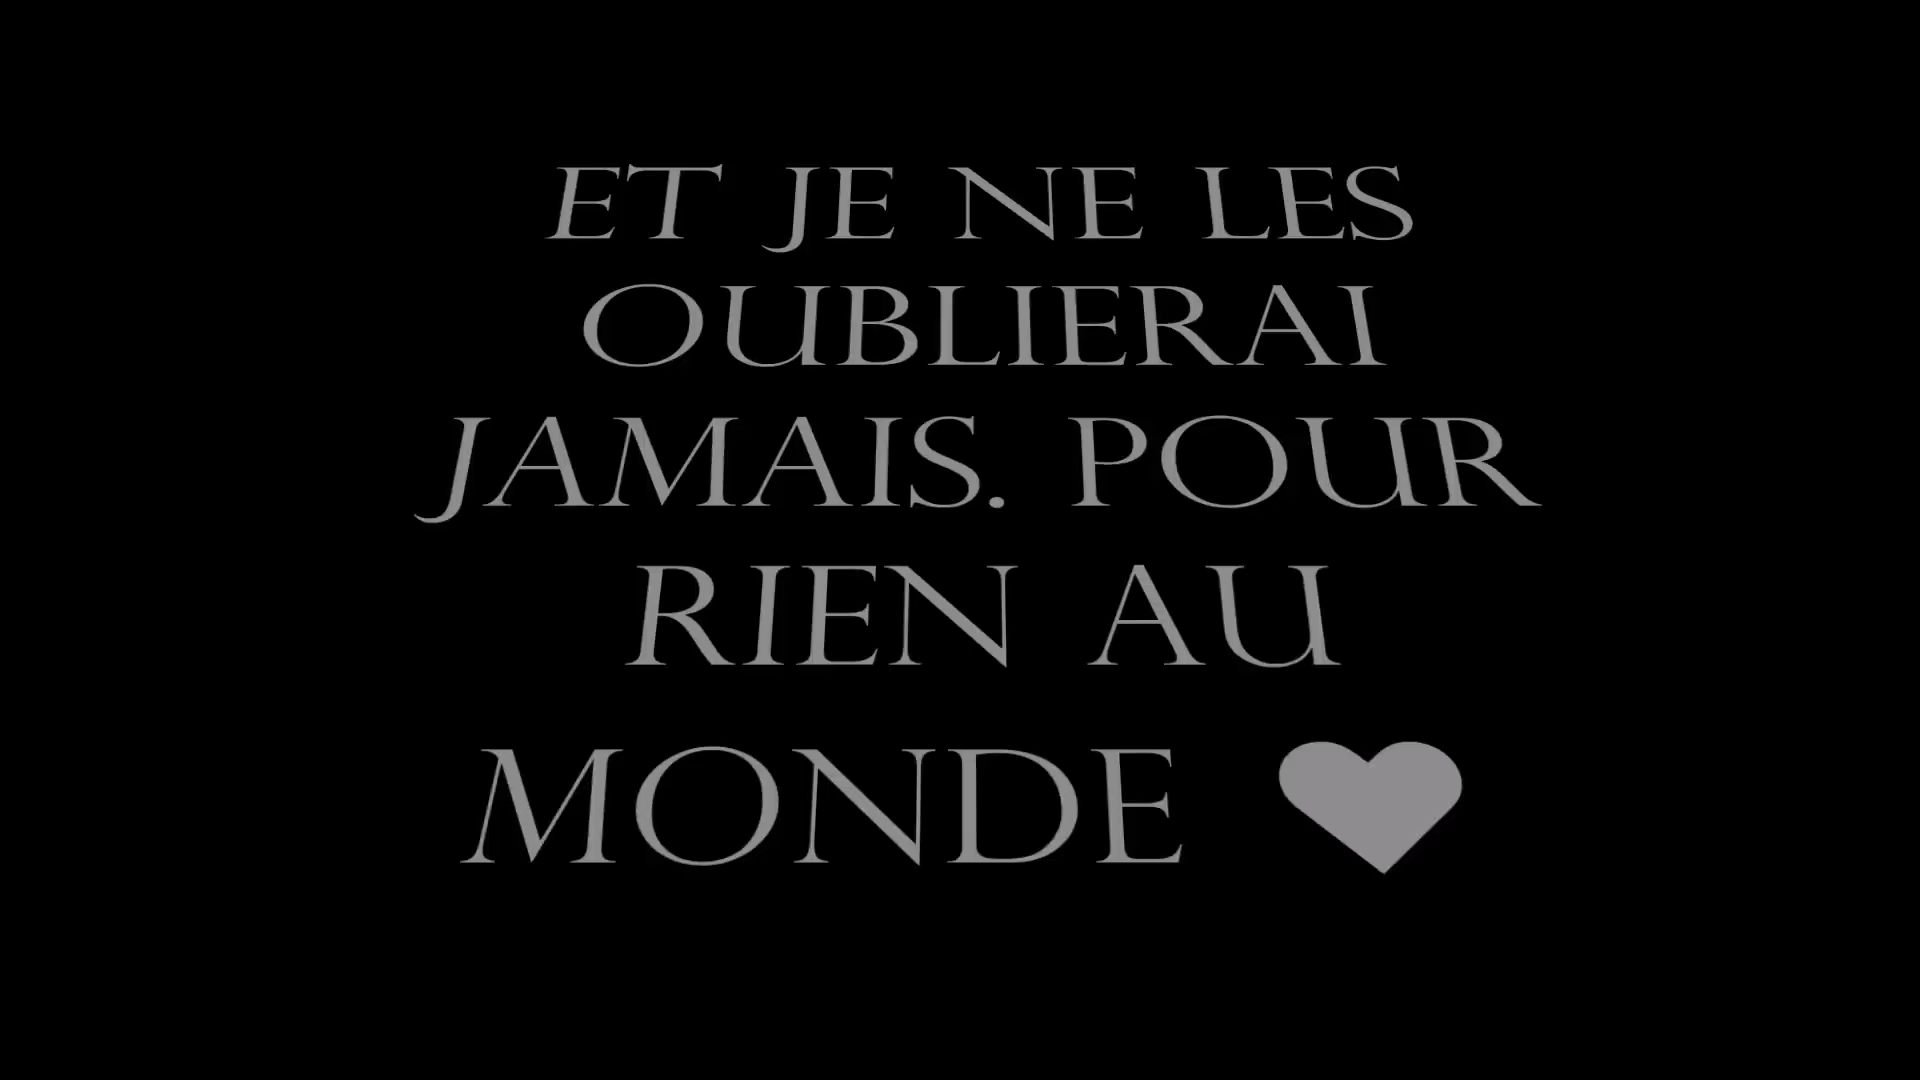 ET JE NE LES
OUBLIERAI
JAMAIS. POUR
RIEN AU
MONDE ♥